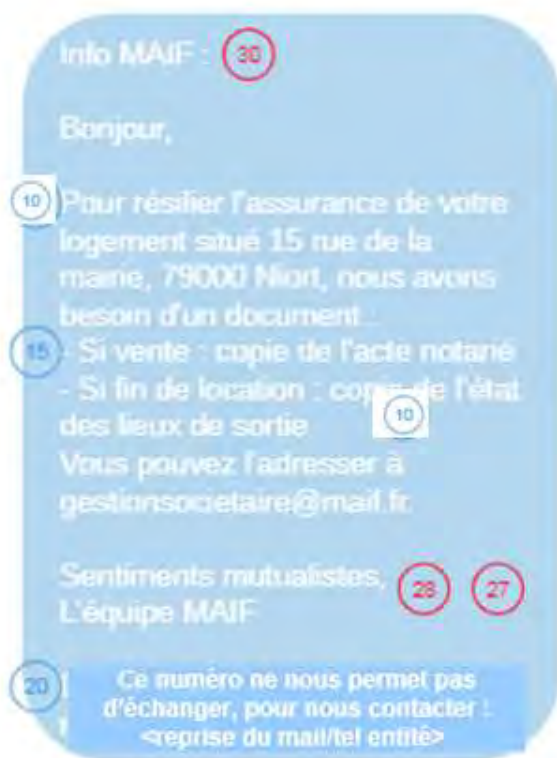 Info MAIF : 30
Bonjour,
10 Pour résilier l'assurance de votre
logement situé 15 rue de la
mairie, 79000 Niort, nous avons
besoin d'un document :
15 - Si vente : copie de l'acte notarié
- Si fin de location : copie de l'état
des lieux de sortie 10
Vous pouvez l'adresser à
gestionsocietaire@maif.fr.
Sentiments mutualistes, 28 27
L'équipe MAIF
20 Ce numéro ne nous permet pas
d'échanger, pour nous contacter :
<reprise du mail/tel entité>